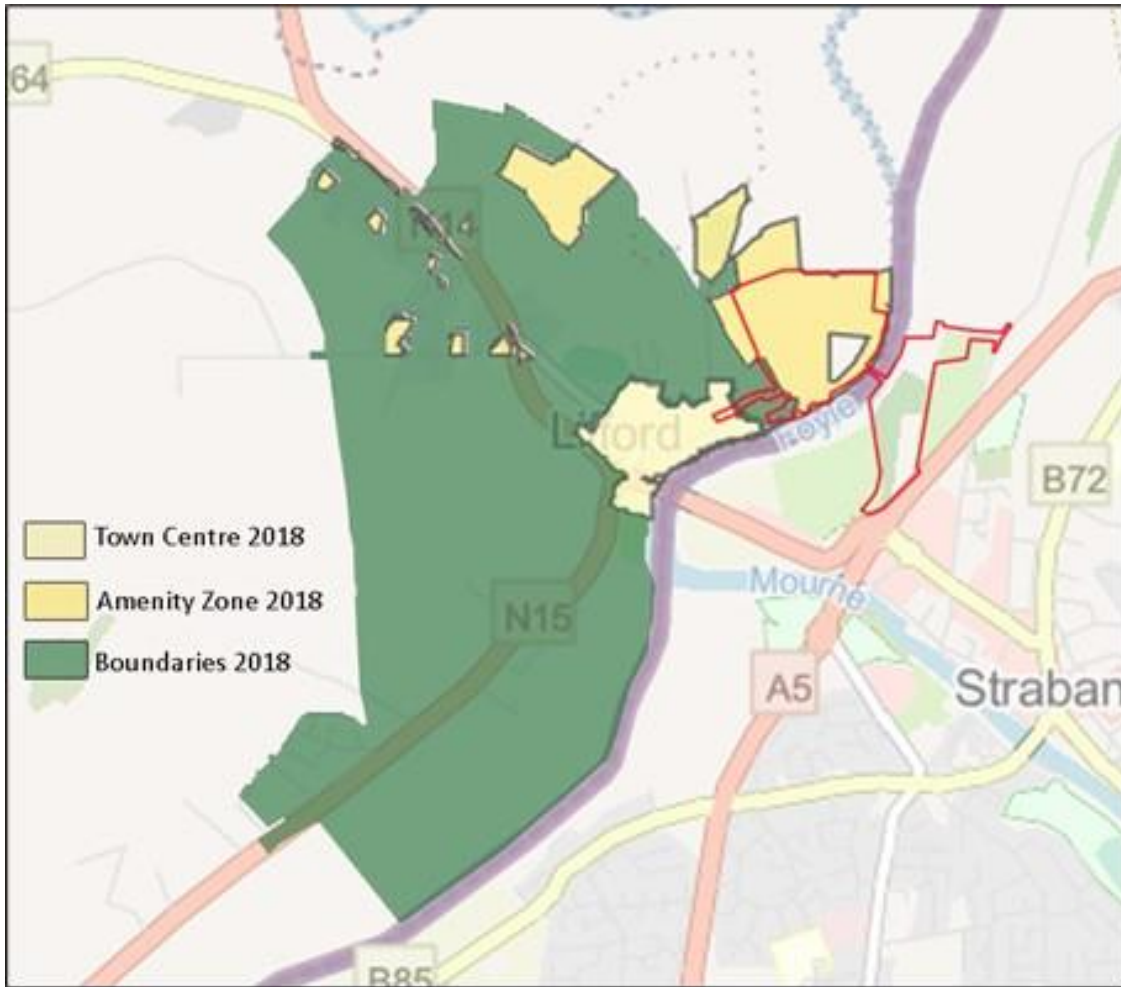 64
N14
Lifford
Foyle
B72
Town Centre 2018
Mourne
Amenity Zone 2018
N15
Boundaries 2018
A5
Straban
B85